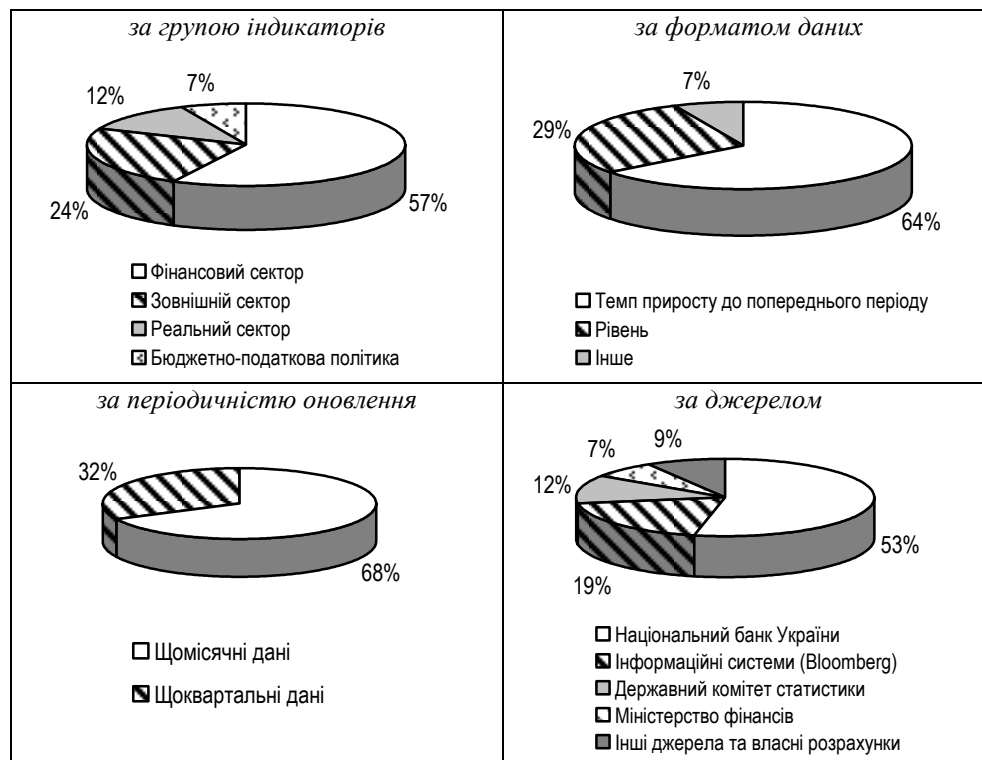 за групою індикаторів
7%
12%
24%
57%
Фінансовий сектор
Зовнішній сектор
Реальний сектор
Бюджетно-податкова політика
за форматом даних
7%
29%
64%
Темп приросту до попереднього періоду
Рівень
Інше
за періодичністю оновлення
32%
68%
Щомісячні дані
Щоквартальні дані
за джерелом
9%
7%
12%
19%
53%
Національний банк України
Інформаційні системи (Bloomberg)
Державний комітет статистики
Міністерство фінансів
Інші джерела та власні розрахунки